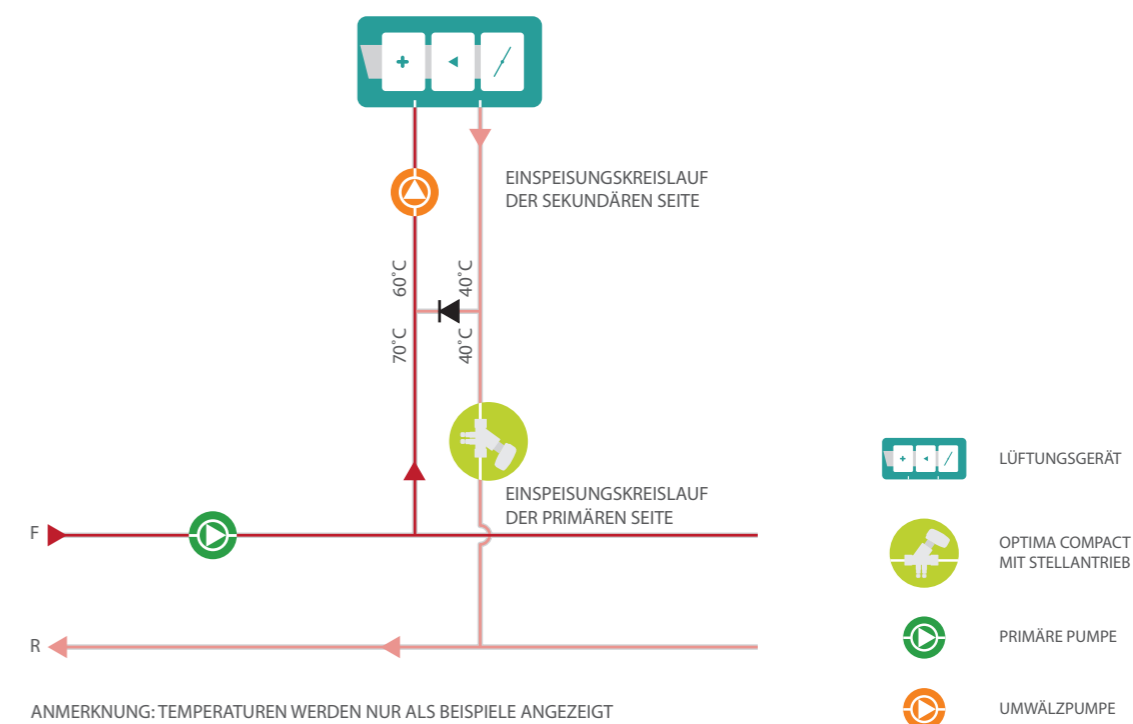 EINSPEISUNGSKREISLAUF
DER SEKUNDÄREN SEITE
60°C
40°C
70°C
40°C
EINSPEISUNGSKREISLAUF
DER PRIMÄREN SEITE
F
R
LÜFTUNGSGERÄT
OPTIMA COMPACT
MIT STELLANTRIEB
PRIMÄRE PUMPE
UMWÄLZPUMPE
ANMERKNUNG: TEMPERATUREN WERDEN NUR ALS BEISPIELE ANGEZEIGT